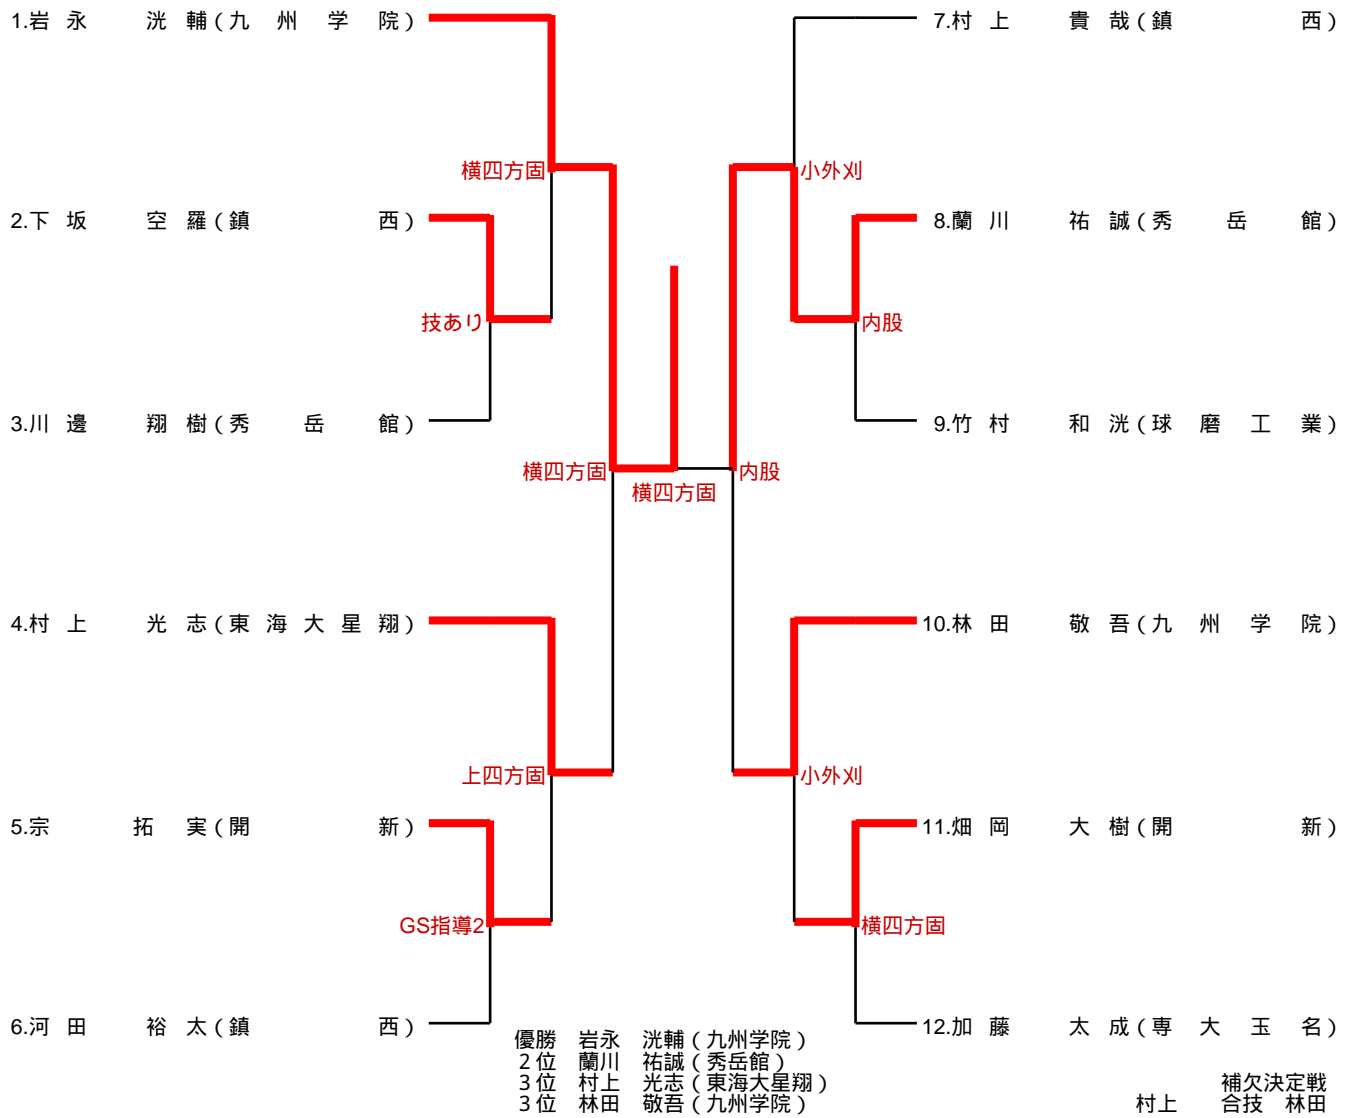 1.岩永 洸輔(九州学院)
7.村上 貴哉(鎮西)
横四方固
小外刈
2.下坂 空羅(鎮西)
8.蘭川 祐誠(秀岳館)
技あり
内股
3.川邊 翔樹(秀岳館)
9.竹村 和洸(球磨工業)
横四方固
内股
横四方固
4.村上 光志(東海大星翔)
10.林田 敬吾(九州学院)
上四方固
小外刈
5.宗 拓実(開新)
11.畑岡 大樹(開新)
GS指導2
横四方固
6.河田 裕太(鎮西)
12.加藤 太成(専大玉名)
優勝 岩永 洸輔(九州学院)
2位 蘭川 祐誠(秀岳館)
3位 村上 光志(東海大星翔)
3位 林田 敬吾(九州学院)
補欠決定戦
村上 合技 林田